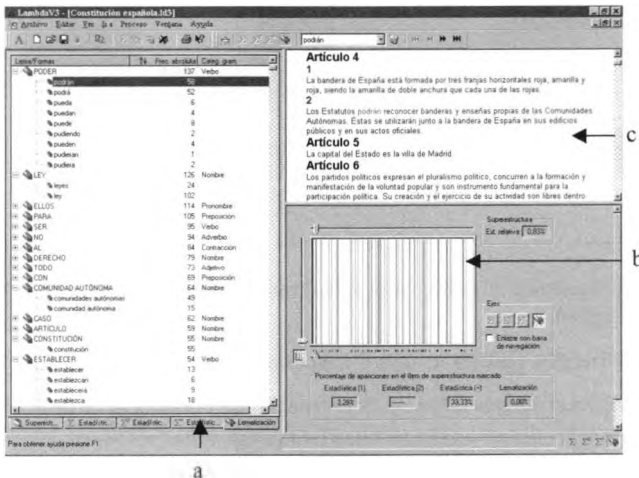 LambdaV3 - [Constitución española.bl3]
Archivo Editar Ver Proceso Ventana Ayuda
podrán
Lema/Formas Frec. absoluta Categ. gram.
PODER 137 Verbo
podrán 58
podrá 52
pueda 6
puedan 4
puede 8
pudiendo 2
pueden 4
pudieran 1
pudiera 2
LEY 126 Nombre
leyes 24
ley 102
ELLOS 114 Pronombre
PARA 105 Preposición
SER 95 Verbo
NO 94 Adverbio
AL 84 Contracción
DERECHO 79 Nombre
TODO 73 Adjetivo
CON 69 Preposición
COMUNIDAD AUTÓNOMA 64 Nombre
comunidades autónomas 49
comunidad autónoma 15
CASO 62 Nombre
ARTÍCULO 59 Nombre
CONSTITUCIÓN 55 Nombre
constitución 55
ESTABLECER 54 Verbo
establecer 13
establezcan 6
establecerá 9
establezca 18
Superestr... Estadístic... Estadístic... Estadístic... Lematización
Para obtener ayuda presione F1
Artículo 4
1
La bandera de España está formada por tres franjas horizontales roja, amarilla y
roja, siendo la amarilla de doble anchura que cada una de las rojas.
2
Los Estatutos podrán reconocer banderas y enseñas propias de las Comunidades
Autónomas. Éstas se utilizarán junto a la bandera de España en sus edificios
públicos y en sus actos oficiales.
Artículo 5
La capital del Estado es la villa de Madrid
Artículo 6
Los partidos políticos expresan el pluralismo político, concurren a la formación y
manifestación de la voluntad popular y son instrumento fundamental para la
participación política. Su creación y el ejercicio de su actividad son libres dentro
c
Superestructura
Ext. relativa 0,83%
b
Ejes
Enlazar con barra
de navegación
Porcentaje de apariciones en el ítem de superestructura marcado
Estadística [1] Estadística [2] Estadística (-) Lematización
3,26% ----- 33,33% 0,06%
a